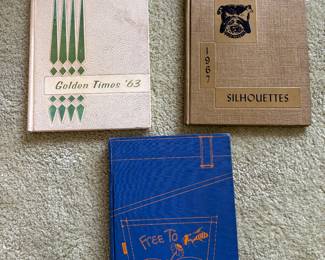 Golden Times '63
1967
SILHOUETTES
FREE TO